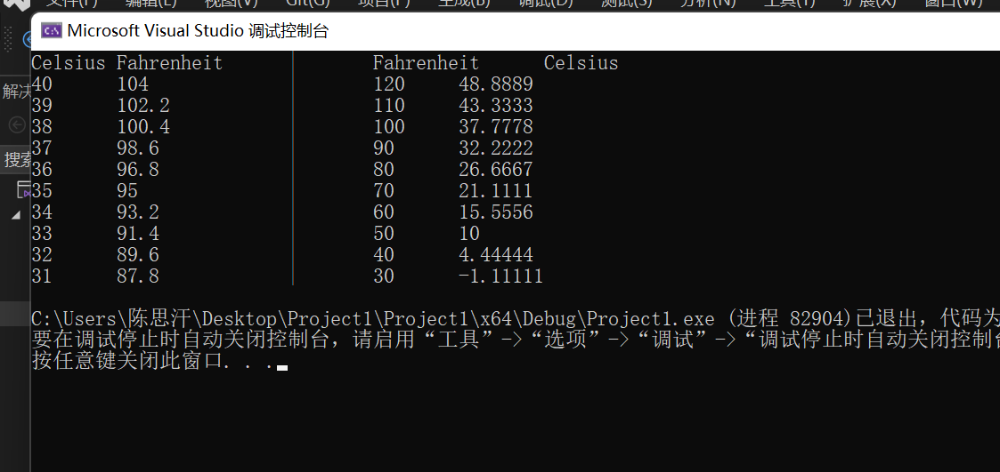 文件(F) 编辑(E) 视图(V) Git(G) 项目(P) 生成(B) 调试(D) 测试(S) 分析(N) 工具(T) 扩展(X) 窗口(W)
Microsoft Visual Studio 调试控制台
解决
搜索
Celsius Fahrenheit | Fahrenheit Celsius
40 104 | 120 48.8889
39 102.2 | 110 43.3333
38 100.4 | 100 37.7778
37 98.6 | 90 32.2222
36 96.8 | 80 26.6667
35 95 | 70 21.1111
34 93.2 | 60 15.5556
33 91.4 | 50 10
32 89.6 | 40 4.44444
31 87.8 | 30 -1.11111
C:\Users\陈思汗\Desktop\Project1\Project1\x64\Debug\Project1.exe (进程 82904)已退出，代码为
要在调试停止时自动关闭控制台，请启用“工具”->“选项”->“调试”->“调试停止时自动关闭控制台
按任意键关闭此窗口. . .